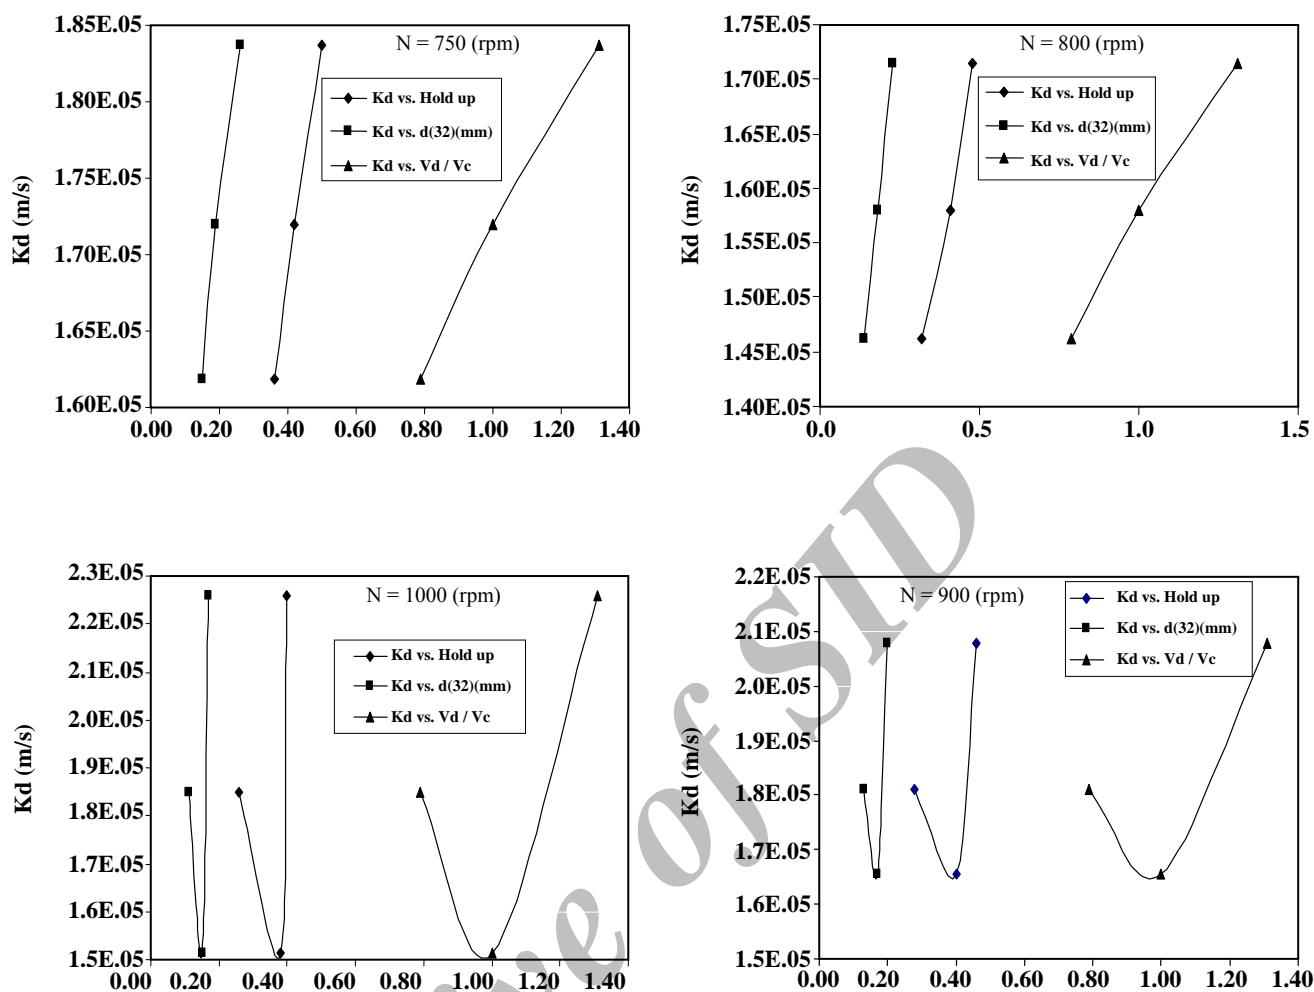 N = 750 (rpm)
Kd vs. Hold up
Kd vs. d(32)(mm)
Kd vs. Vd / Vc
Kd (m/s)
1.85E.05
1.80E.05
1.75E.05
1.70E.05
1.65E.05
1.60E.05
0.00 0.20 0.40 0.60 0.80 1.00 1.20 1.40
N = 800 (rpm)
Kd vs. Hold up
Kd vs. d(32)(mm)
Kd vs. Vd / Vc
Kd (m/s)
1.75E.05
1.70E.05
1.65E.05
1.60E.05
1.55E.05
1.50E.05
1.45E.05
1.40E.05
0.0 0.5 1.0 1.5
N = 1000 (rpm)
Kd vs. Hold up
Kd vs. d(32)(mm)
Kd vs. Vd / Vc
Kd (m/s)
2.3E.05
2.2E.05
2.1E.05
2.0E.05
1.9E.05
1.8E.05
1.7E.05
1.6E.05
1.5E.05
0.00 0.20 0.40 0.60 0.80 1.00 1.20 1.40
N = 900 (rpm)
Kd vs. Hold up
Kd vs. d(32)(mm)
Kd vs. Vd / Vc
Kd (m/s)
2.2E.05
2.1E.05
2.0E.05
1.9E.05
1.8E.05
1.7E.05
1.6E.05
1.5E.05
0.00 0.20 0.40 0.60 0.80 1.00 1.20 1.40
of SID